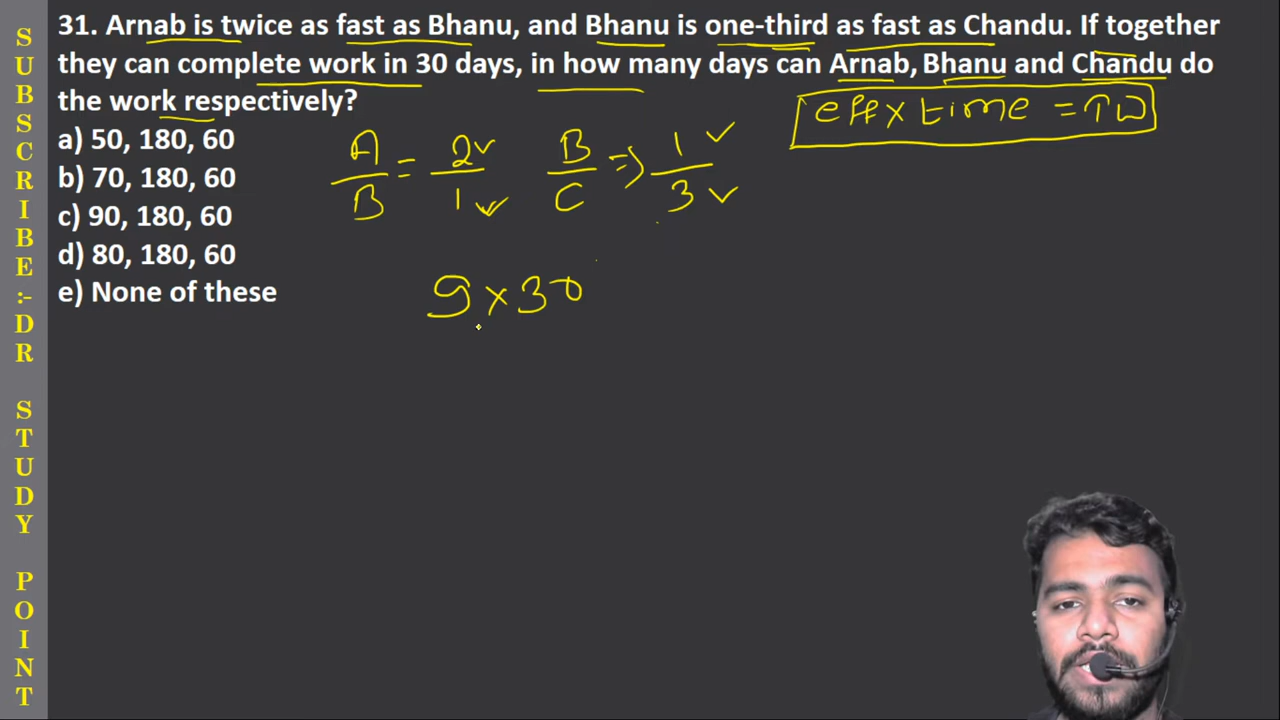 31. Arnab is twice as fast as Bhanu, and Bhanu is one-third as fast as Chandu. If together
they can complete work in 30 days, in how many days can Arnab, Bhanu and Chandu do
the work respectively?
eff x time = TW
a) 50, 180, 60
b) 70, 180, 60
c) 90, 180, 60
d) 80, 180, 60
e) None of these
A/B = 2/1 B/C => 1/3
9 x 30
SUBSCRIBE :- DR STUDY POINT